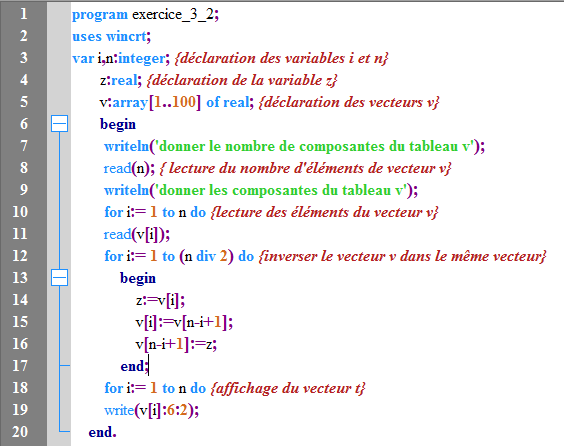 1 program exercice_3_2;
2 uses wincrt;
3 var i,n:integer; {déclaration des variables i et n}
4 z:real; {déclaration de la variable z}
5 v:array[1..100] of real; {déclaration des vecteurs v}
6 begin
7 writeln('donner le nombre de composantes du tableau v');
8 read(n); { lecture du nombre d'éléments de vecteur v}
9 writeln('donner les composantes du tableau v');
10 for i:= 1 to n do {lecture des éléments du vecteur v}
11 read(v[i]);
12 for i:= 1 to (n div 2) do {inverser le vecteur v dans le même vecteur}
13 begin
14 z:=v[i];
15 v[i]:=v[n-i+1];
16 v[n-i+1]:=z;
17 end;
18 for i:= 1 to n do {affichage du vecteur t}
19 write(v[i]:6:2);
20 end.